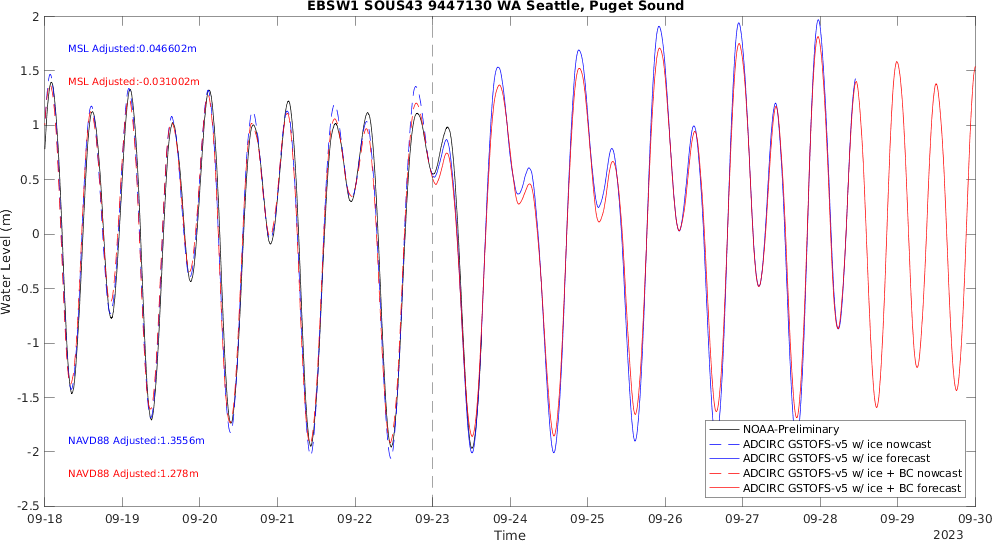 EBSW1 SOUS43 9447130 WA Seattle, Puget Sound
2
1.5
1
0.5
0
-0.5
-1
-1.5
-2
-2.5
Water Level (m)
MSL Adjusted:0.046602m
MSL Adjusted:-0.031002m
NAVD88 Adjusted:1.3556m
NAVD88 Adjusted:1.278m
NOAA-Preliminary
ADCIRC GSTOFS-v5 w/ ice nowcast
ADCIRC GSTOFS-v5 w/ ice forecast
ADCIRC GSTOFS-v5 w/ ice + BC nowcast
ADCIRC GSTOFS-v5 w/ ice + BC forecast
09-18 09-19 09-20 09-21 09-22 09-23 09-24 09-25 09-26 09-27 09-28 09-29 09-30
Time
2023